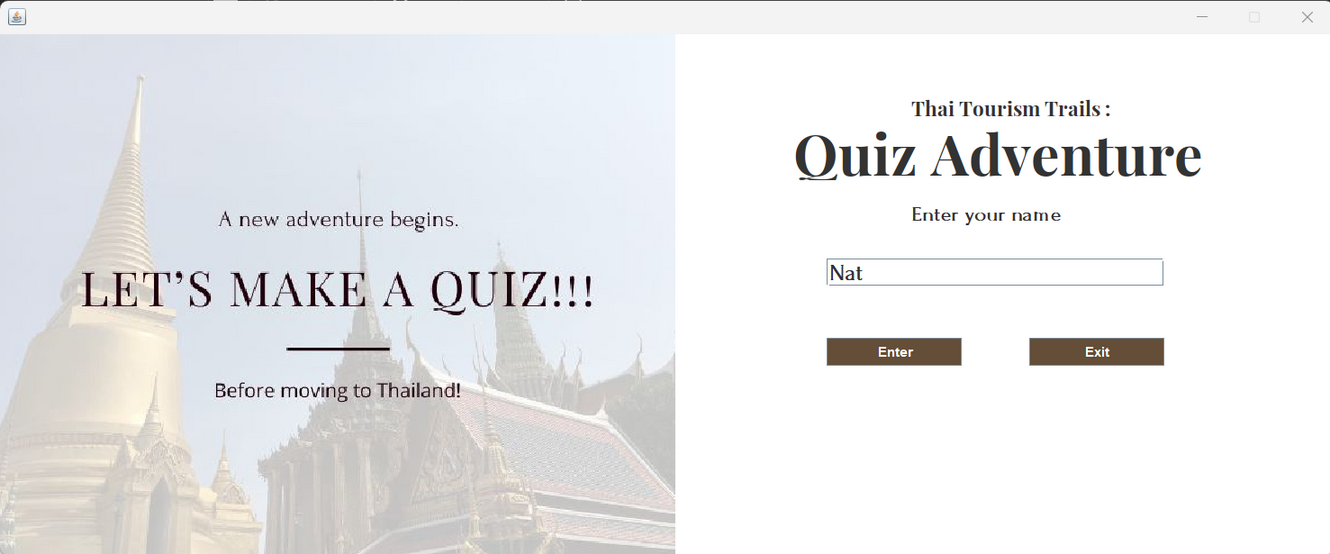 A new adventure begins.
LET'S MAKE A QUIZ!!!
Before moving to Thailand!
Thai Tourism Trails :
Quiz Adventure
Enter your name
Nat
Enter
Exit